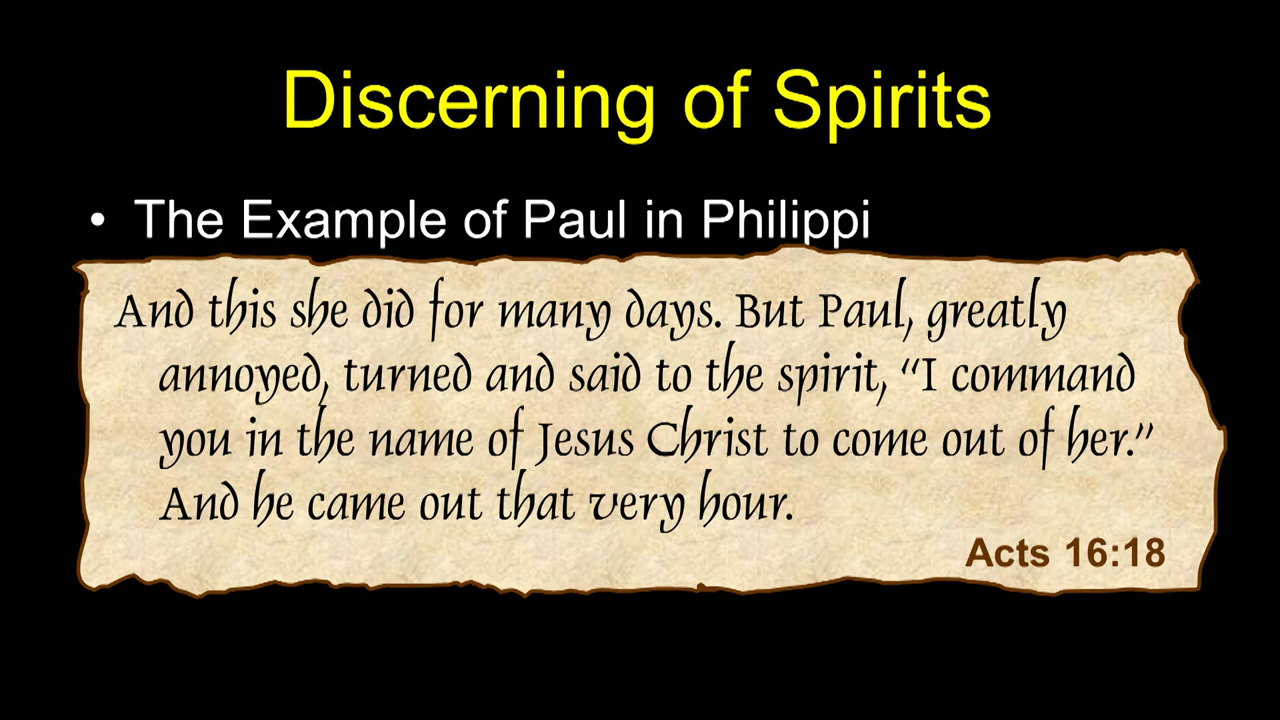 Discerning of Spirits
• The Example of Paul in Philippi
And this she did for many days. But Paul, greatly
annoyed, turned and said to the spirit, “I command
you in the name of Jesus Christ to come out of her.”
And he came out that very hour.
Acts 16:18